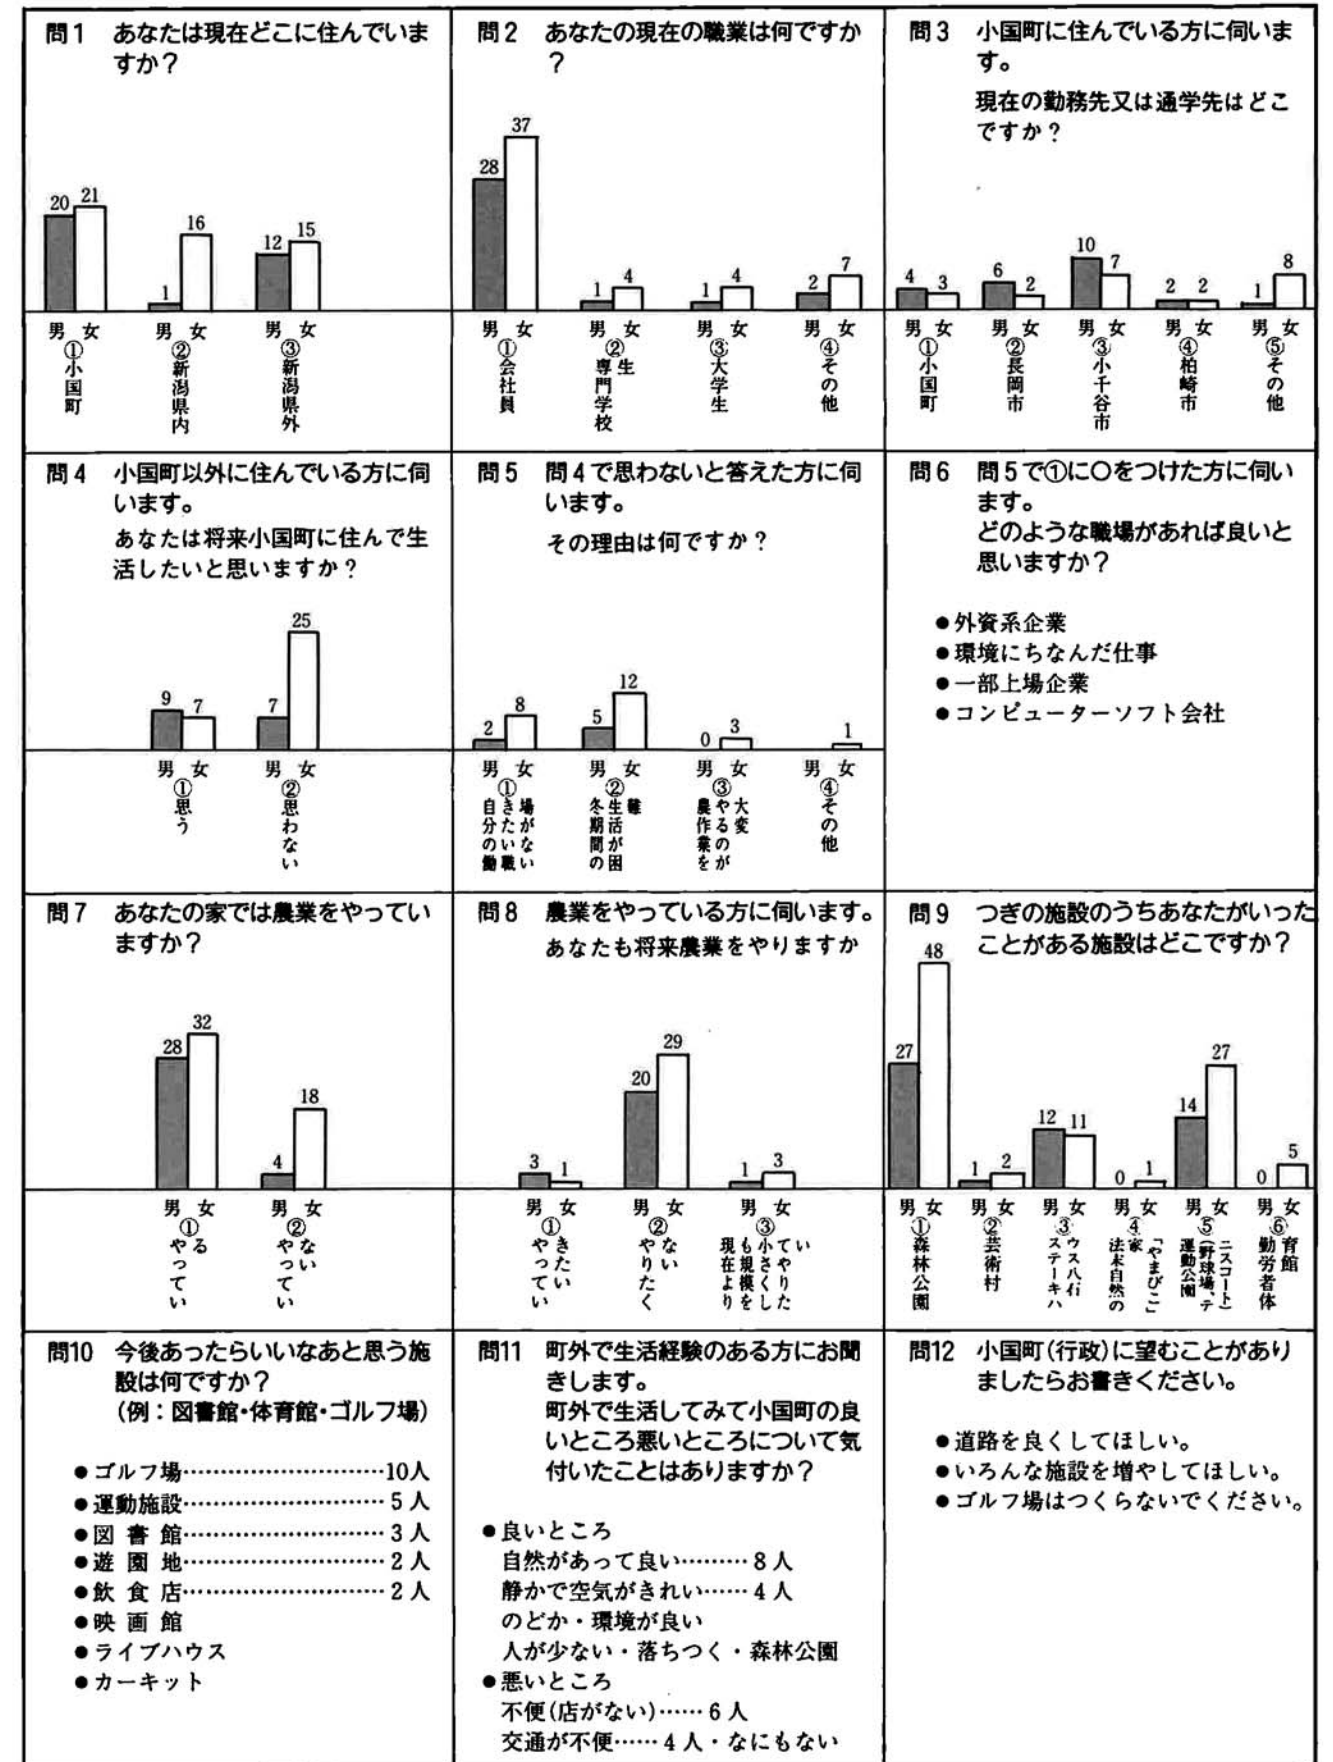 問1 あなたは現在どこに住んでいま
すか？
20 21
1 16
12 15
男 女
①小国町
男 女
②新潟県内
男 女
③新潟県外
問2 あなたの現在の職業は何ですか
？
28 37
1 4
1 4
2 7
男 女
①会社員
男 女
②専門学校
生
男 女
③大学生
男 女
④その他
問3 小国町に住んでいる方に伺いま
す。
現在の勤務先又は通学先はどこ
ですか？
4 3
6 2
10 7
2 2
1 8
男 女
①小国町
男 女
②長岡市
男 女
③小千谷市
男 女
④柏崎市
男 女
⑤その他
問4 小国町以外に住んでいる方に伺
います。
あなたは将来小国町に住んで生
活したいと思いますか？
9 7
7 25
男 女
①思う
男 女
②思わない
問5 問4で思わないと答えた方に伺
います。
その理由は何ですか？
2 8
5 12
0 3
1
男 女
①自分の働
きたい職
場がない
男 女
②冬期間の
生活が困
難
男 女
③農作業を
やるのが
大変
男 女
④その他
問6 問5で①に○をつけた方に伺い
ます。
どのような職場があれば良いと
思いますか？
●外資系企業
●環境にちなんだ仕事
●一部上場企業
●コンピューターソフト会社
問7 あなたの家では農業をやってい
ますか？
28 32
4 18
男 女
①やってい
る
男 女
②やってい
ない
問8 農業をやっている方に伺います。
あなたも将来農業をやりますか
3 1
20 29
1 3
男 女
①やってい
きたい
男 女
②やりたく
ない
男 女
③現在より
も規模を
小さくし
てやりた
い
問9 つぎの施設のうちあなたがいった
ことがある施設はどこですか？
27 48
1 2
12 11
0 1
14 27
0 5
男 女
①森林公園
男 女
②芸術村
男 女
③ステーキハ
ウス八石
男 女
④法末自然の
家
「やまびこ」
男 女
⑤運動公園
(野球場、テ
ニスコート)
男 女
⑥勤労者体
育館
問10 今後あったらいいなあと思う施
設は何ですか？
(例：図書館・体育館・ゴルフ場)
●ゴルフ場………………………10人
●運動施設………………………5人
●図書館………………………3人
●遊園地………………………2人
●飲食店………………………2人
●映画館
●ライブハウス
●カーキット
問11 町外で生活経験のある方にお聞
きします。
町外で生活してみて小国町の良
いところ悪いところについて気
付いたことはありますか？
●良いところ
自然があって良い………8人
静かで空気がきれい……4人
のどか・環境が良い
人が少ない・落ちつく・森林公園
●悪いところ
不便(店がない)……6人
交通が不便……4人・なにもない
問12 小国町(行政)に望むことがあり
ましたらお書きください。
●道路を良くしてほしい。
●いろんな施設を増やしてほしい。
●ゴルフ場はつくらないでください。